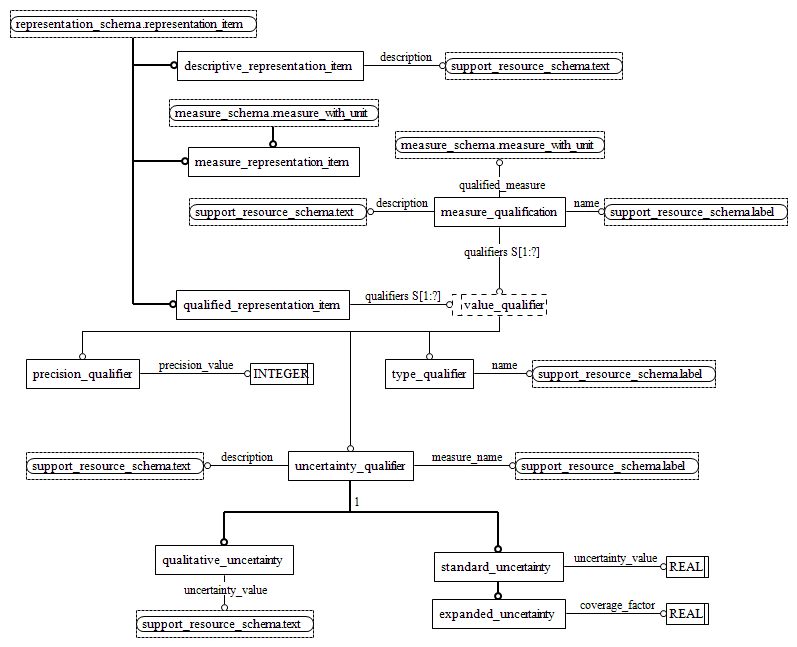 representation_schema.representation_item
description
descriptive_representation_item
support_resource_schema.text
measure_schema.measure_with_unit
measure_schema.measure_with_unit
measure_representation_item
qualified_measure
description
name
support_resource_schema.text
measure_qualification
support_resource_schema.label
qualifiers S[1:?]
qualifiers S[1:?]
qualified_representation_item
value_qualifier
precision_value
name
precision_qualifier
INTEGER
type_qualifier
support_resource_schema.label
description
measure_name
support_resource_schema.text
uncertainty_qualifier
support_resource_schema.label
1
qualitative_uncertainty
uncertainty_value
standard_uncertainty
REAL
uncertainty_value
coverage_factor
expanded_uncertainty
REAL
support_resource_schema.text